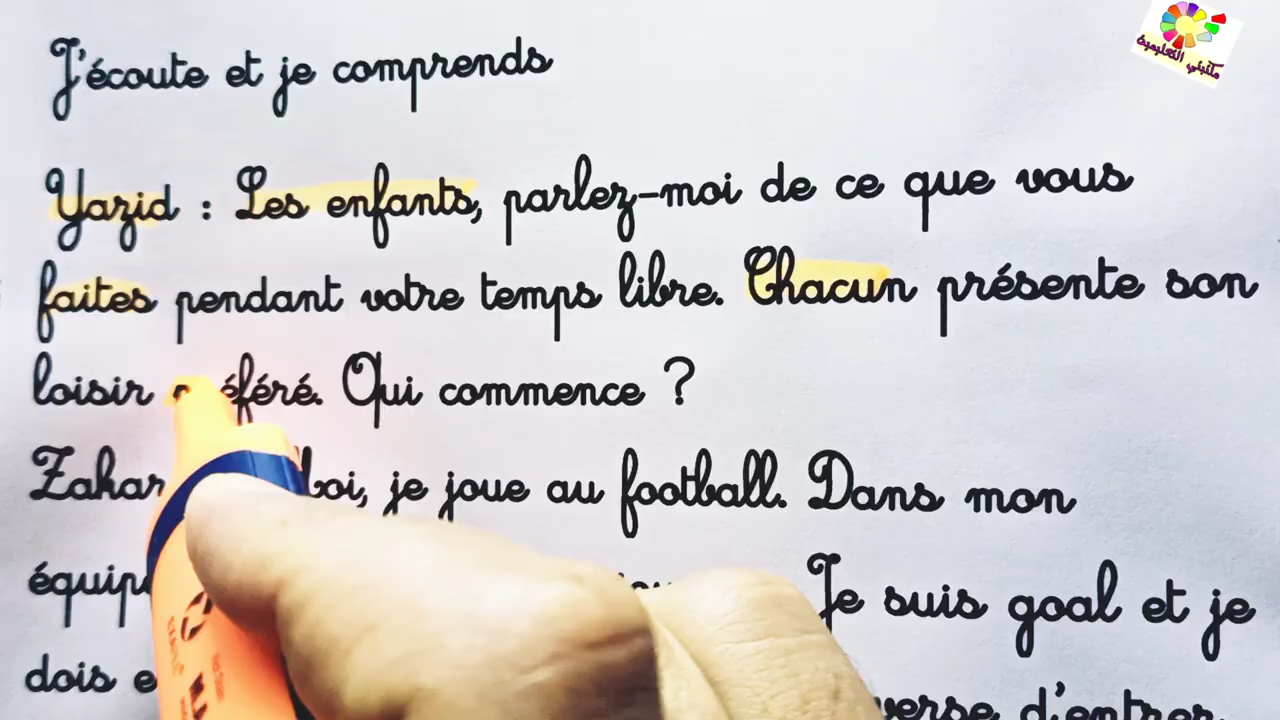 مكتبتي التعليمية
J'écoute et je comprends
Yazid : Les enfants, parlez-moi de ce que vous
faites pendant votre temps libre. Chacun présente son
loisir préféré. Qui commence ?
je joue au football. Dans mon
Je suis goal et je
dois
d'entrer